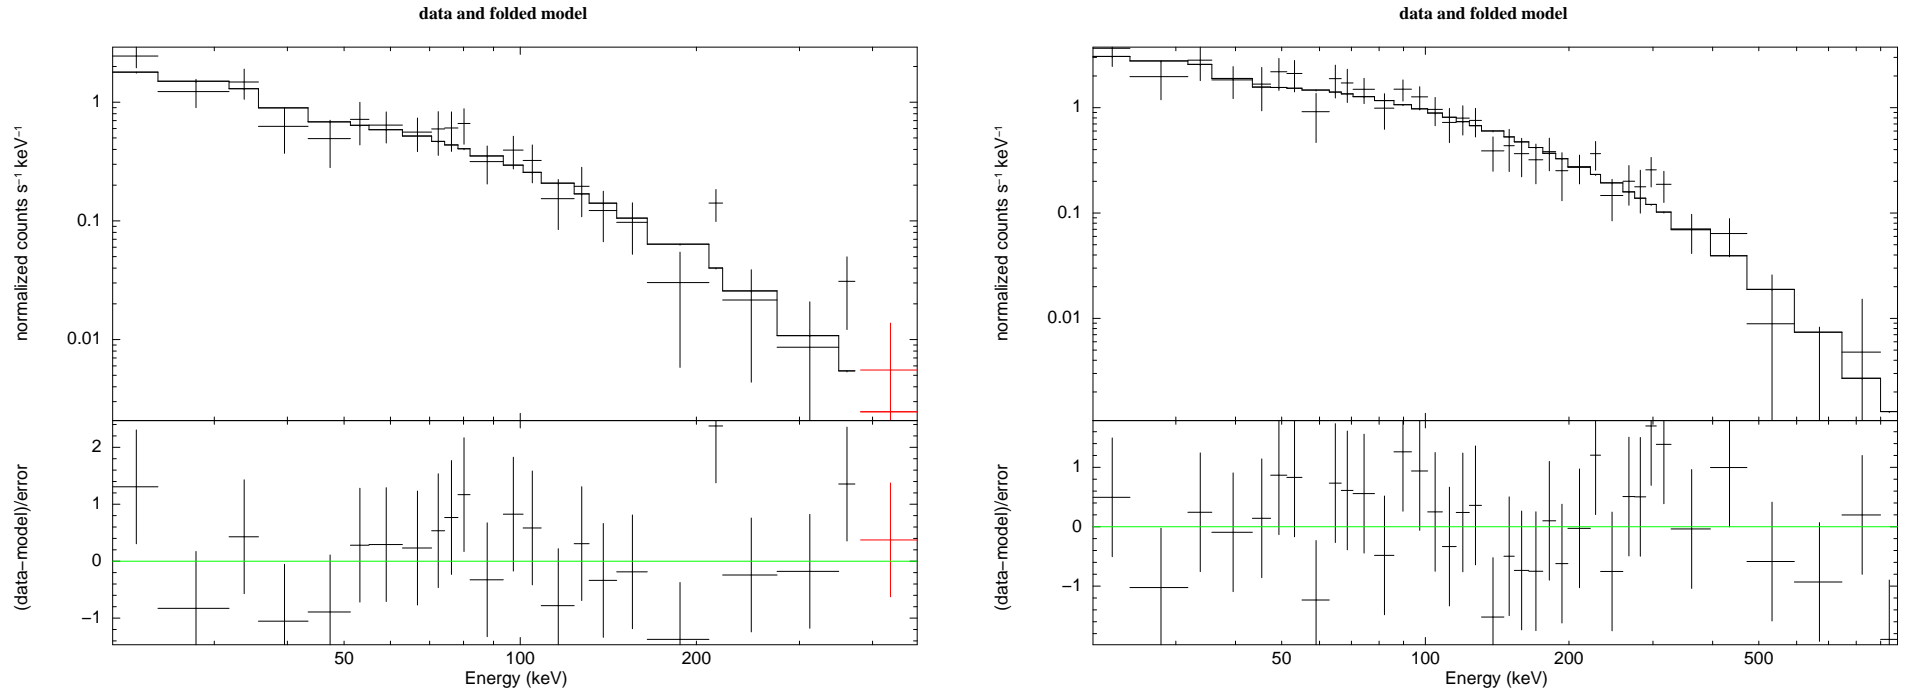 data and folded model
normalized counts s⁻¹ keV⁻¹
1
0.1
0.01
(data−model)/error
2
1
0
−1
50
100
200
Energy (keV)
data and folded model
normalized counts s⁻¹ keV⁻¹
1
0.1
0.01
(data−model)/error
1
0
−1
50
100
200
500
Energy (keV)